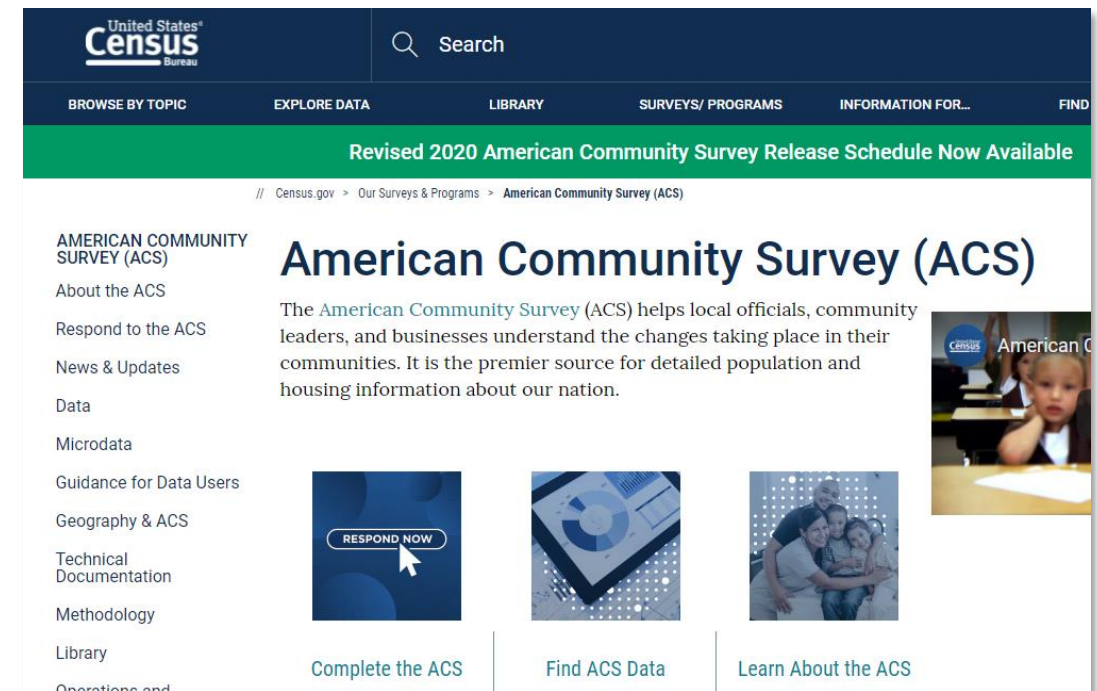 United States®
Census
Bureau
Search
BROWSE BY TOPIC
EXPLORE DATA
LIBRARY
SURVEYS/ PROGRAMS
INFORMATION FOR...
FIND
Revised 2020 American Community Survey Release Schedule Now Available
// Census.gov > Our Surveys & Programs > American Community Survey (ACS)
AMERICAN COMMUNITY
SURVEY (ACS)
About the ACS
Respond to the ACS
News & Updates
Data
Microdata
Guidance for Data Users
Geography & ACS
Technical
Documentation
Methodology
Library
Operations and
American Community Survey (ACS)
The American Community Survey (ACS) helps local officials, community
leaders, and businesses understand the changes taking place in their
communities. It is the premier source for detailed population and
housing information about our nation.
Census
American C
RESPOND NOW
Complete the ACS
Find ACS Data
Learn About the ACS